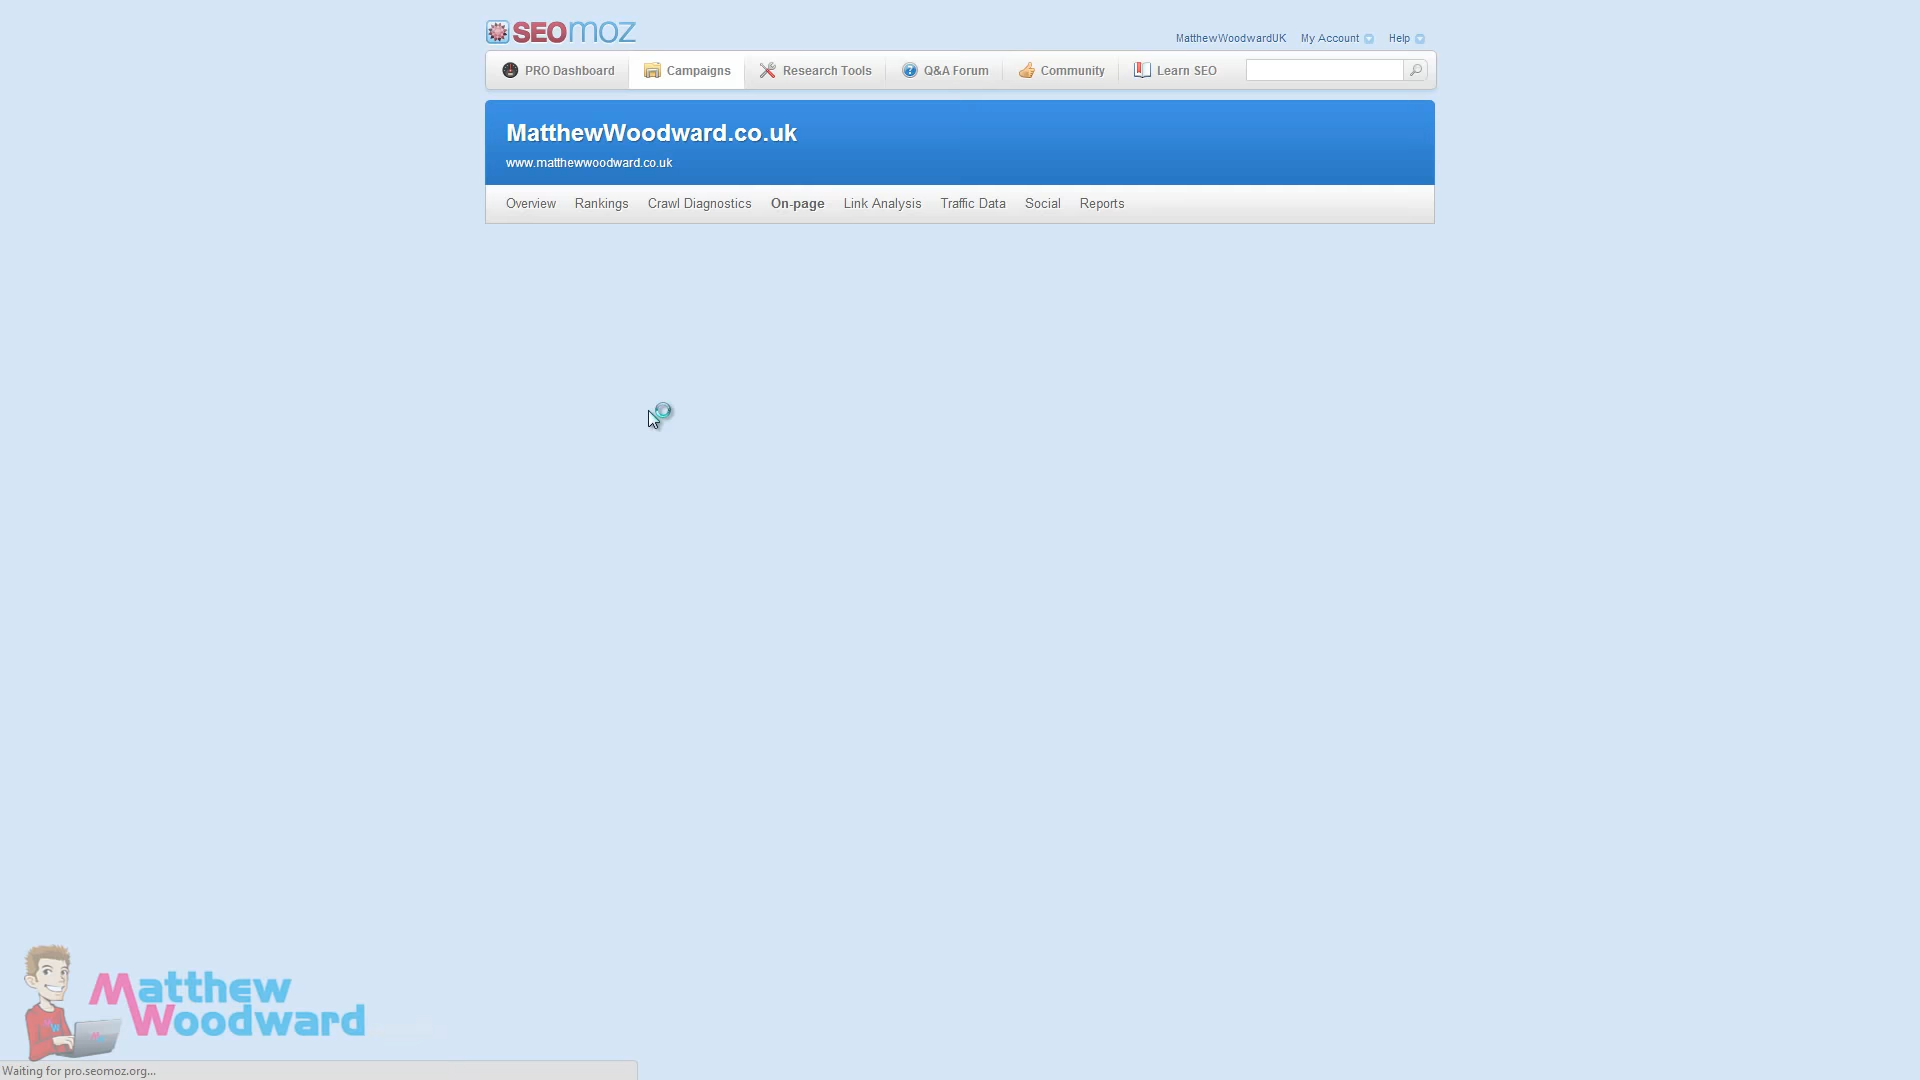 SEOmoz
MatthewWoodwardUK My Account Help
PRO Dashboard Campaigns Research Tools Q&A Forum Community Learn SEO
MatthewWoodward.co.uk
www.matthewwoodward.co.uk
Overview Rankings Crawl Diagnostics On-page Link Analysis Traffic Data Social Reports
Matthew
Woodward
Waiting for pro.seomoz.org...